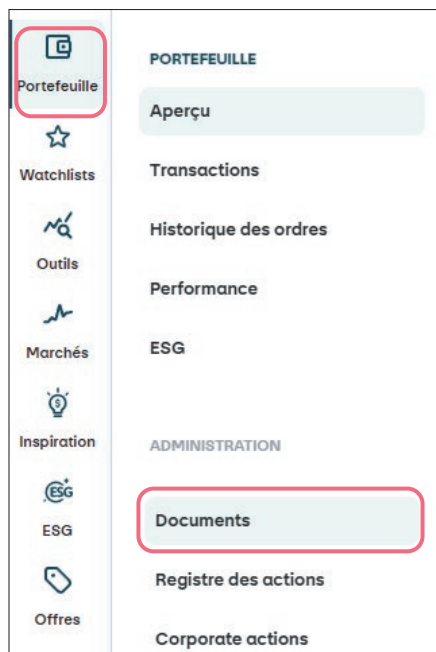 Portefeuille
Watchlists
Outils
Marchés
Inspiration
ESG
ESG
Offres
PORTEFEUILLE
Aperçu
Transactions
Historique des ordres
Performance
ESG
ADMINISTRATION
Documents
Registre des actions
Corporate actions